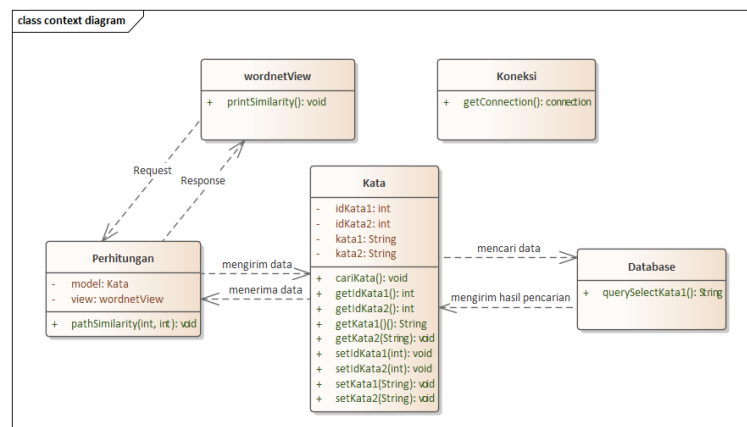 class context diagram
wordnetView
+ printSimilarity(): void
Koneksi
+ getConnection(): connection
Request
Response
Kata
- idKata1: int
- idKata2: int
- kata1: String
- kata2: String
+ cariKata(): void
+ getIdKata1(): int
+ getIdKata2(): int
+ getKata1()(): String
+ getKata2(String): void
+ setIdKata1(int): void
+ setIdKata2(int): void
+ setKata1(String): void
+ setKata2(String): void
Perhitungan
- model: Kata
- view: wordnetView
+ pathSimilarity(int, int): void
mengirim data
menerima data
mencari data
mengirim hasil pencarian
Database
+ querySelectKata1(): String